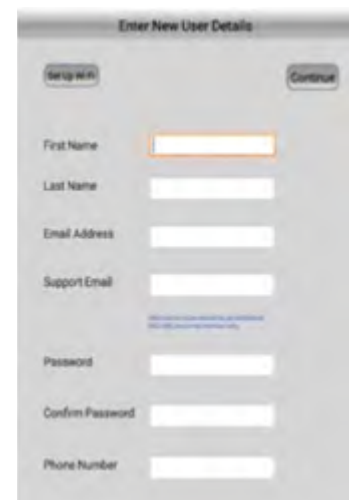 Enter New User Details
Set Up Wi-Fi
Continue
First Name
Last Name
Email Address
Support Email
Password
Confirm Password
Phone Number